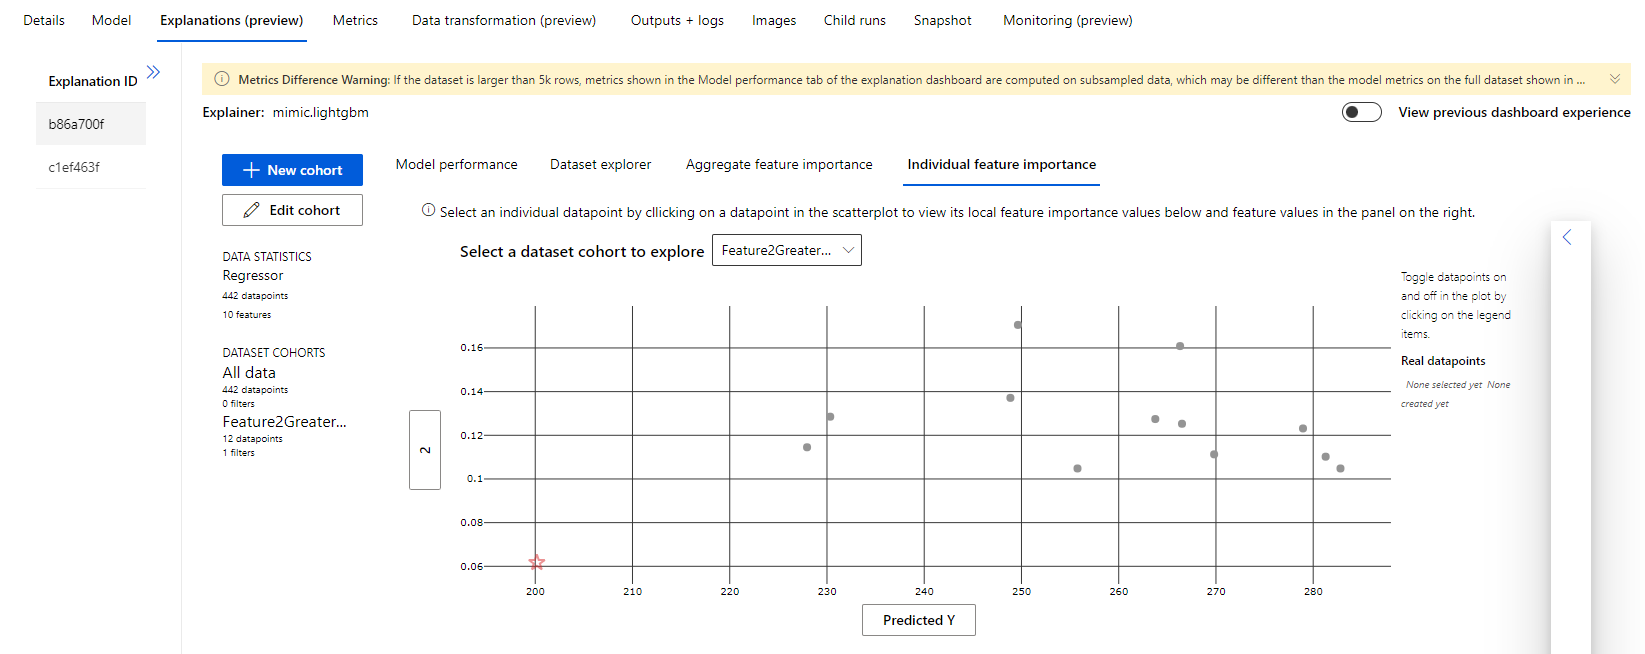 Details Model Explanations (preview) Metrics Data transformation (preview) Outputs + logs Images Child runs Snapshot Monitoring (preview)
Explanation ID
b86a700f
c1ef463f
Metrics Difference Warning: If the dataset is larger than 5k rows, metrics shown in the Model performance tab of the explanation dashboard are computed on subsampled data, which may be different than the model metrics on the full dataset shown in ...
Explainer: mimic.lightgbm
View previous dashboard experience
New cohort
Edit cohort
DATA STATISTICS
Regressor
442 datapoints
10 features
DATASET COHORTS
All data
442 datapoints
0 filters
Feature2Greater...
12 datapoints
1 filters
Model performance Dataset explorer Aggregate feature importance Individual feature importance
Select an individual datapoint by cllicking on a datapoint in the scatterplot to view its local feature importance values below and feature values in the panel on the right.
Select a dataset cohort to explore Feature2Greater...
2
0.16
0.14
0.12
0.1
0.08
0.06
200 210 220 230 240 250 260 270 280
Predicted Y
Toggle datapoints on
and off in the plot by
clicking on the legend
items.
Real datapoints
None selected yet None
created yet